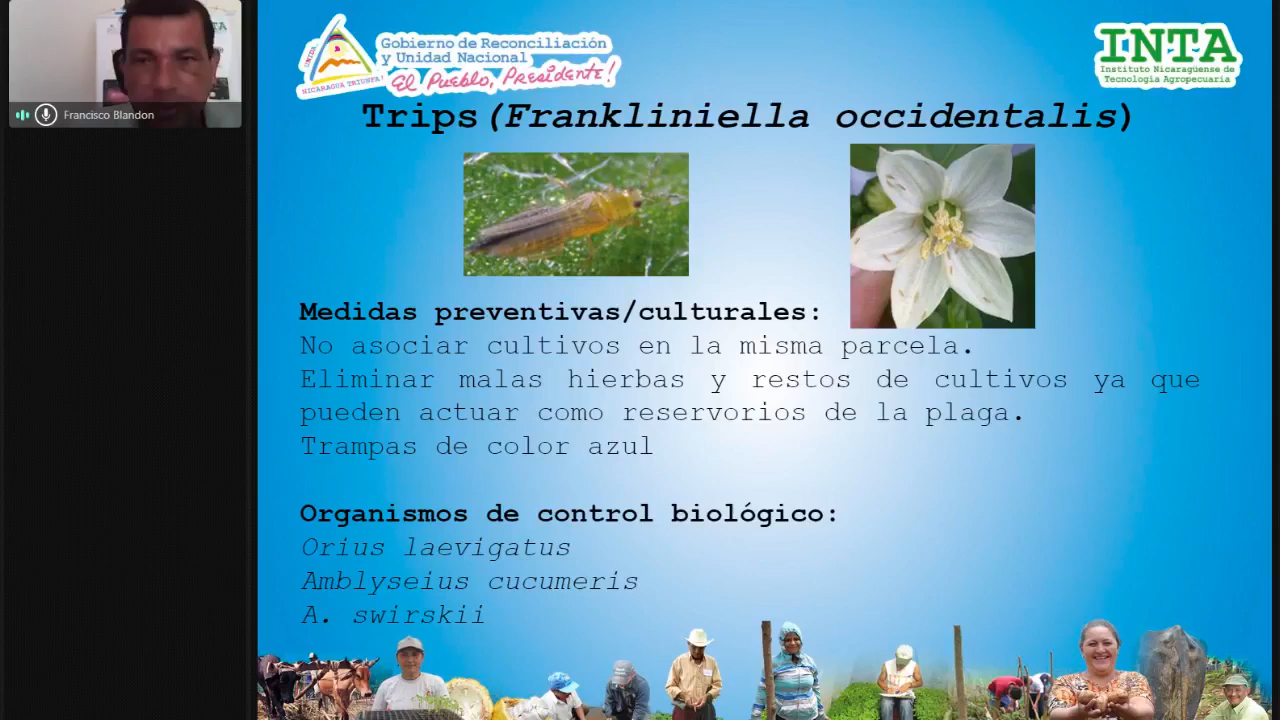 Francisco Blandon
UNIDA,
NICARAGUA TRIUNFA!
Gobierno de Reconciliación
y Unidad Nacional
El Pueblo, Presidente!
INTA
Instituto Nicaragüense de
Tecnología Agropecuaria
Trips(Frankliniella occidentalis)
Medidas preventivas/culturales:
No asociar cultivos en la misma parcela.
Eliminar malas hierbas y restos de cultivos ya que
pueden actuar como reservorios de la plaga.
Trampas de color azul
Organismos de control biológico:
Orius laevigatus
Amblyseius cucumeris
A. swirskii